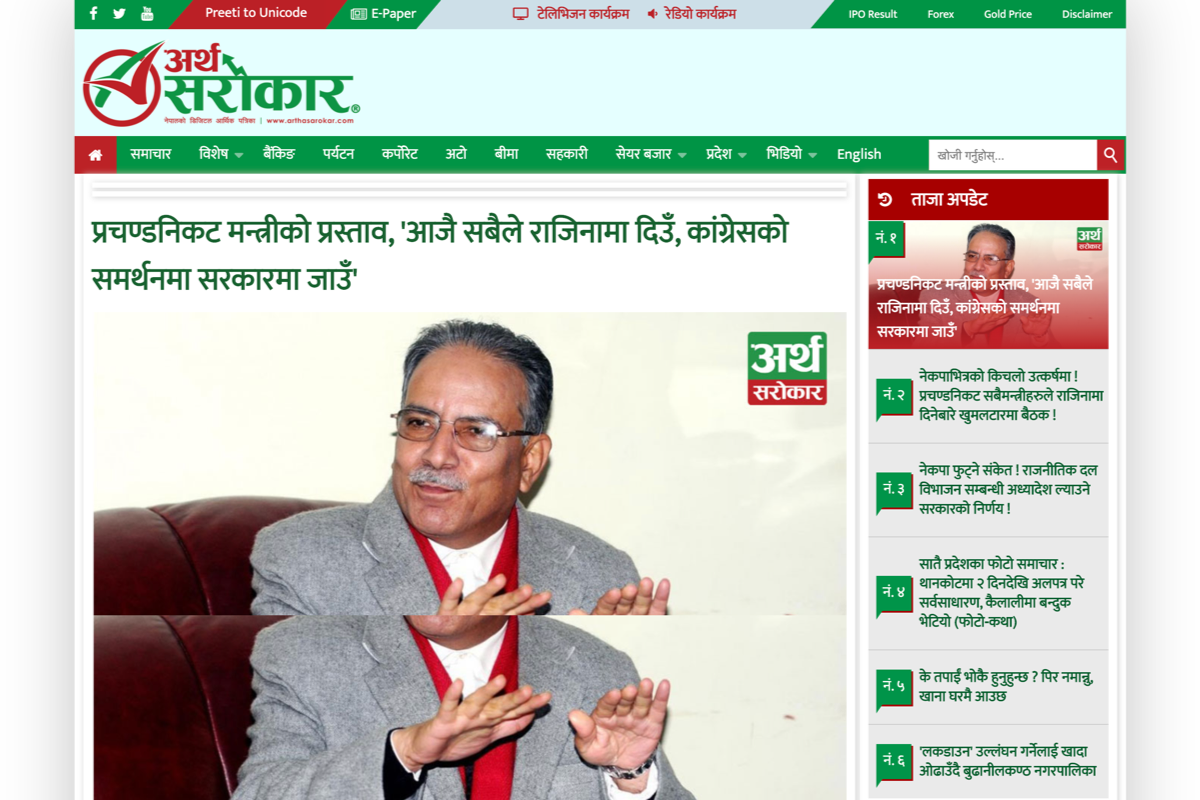 Preeti to Unicode
E-Paper
टेलिभिजन कार्यक्रम
रेडियो कार्यक्रम
IPO Result
Forex
Gold Price
Disclaimer
अर्थ
सरोकार®
नेपालको डिजिटल आर्थिक पत्रिका | www.arthasarokar.com
समाचार
विशेष
बैंकिङ
पर्यटन
कर्पोरेट
अटो
बीमा
सहकारी
सेयर बजार
प्रदेश
भिडियो
English
खोजी गर्नुहोस्...
प्रचण्डनिकट मन्त्रीको प्रस्ताव, 'आजै सबैले राजिनामा दिउँ, कांग्रेसको
समर्थनमा सरकारमा जाउँ'
अर्थ
सरोकार
ताजा अपडेट
नं. १
अर्थ
सरोकार
प्रचण्डनिकट मन्त्रीको प्रस्ताव, 'आजै सबैले
राजिनामा दिउँ, कांग्रेसको समर्थनमा
सरकारमा जाउँ'
नं. २
नेकपाभित्रको किचलो उत्कर्षमा !
प्रचण्डनिकट सबैमन्त्रीहरुले राजिनामा
दिनेबारे खुमलटारमा बैठक !
नं. ३
नेकपा फुट्ने संकेत ! राजनीतिक दल
विभाजन सम्बन्धी अध्यादेश ल्याउने
सरकारको निर्णय !
नं. ४
सातै प्रदेशका फोटो समाचार :
थानकोटमा २ दिनदेखि अलपत्र परे
सर्वसाधारण, कैलालीमा बन्दुक
भेटियो (फोटो-कथा)
नं. ५
के तपाईं भोकै हुनुहुन्छ ? पिर नमान्नु,
खाना घरमै आउछ
नं. ६
'लकडाउन' उल्लंघन गर्नेलाई खादा
ओढाउँदै बुढानीलकण्ठ नगरपालिका